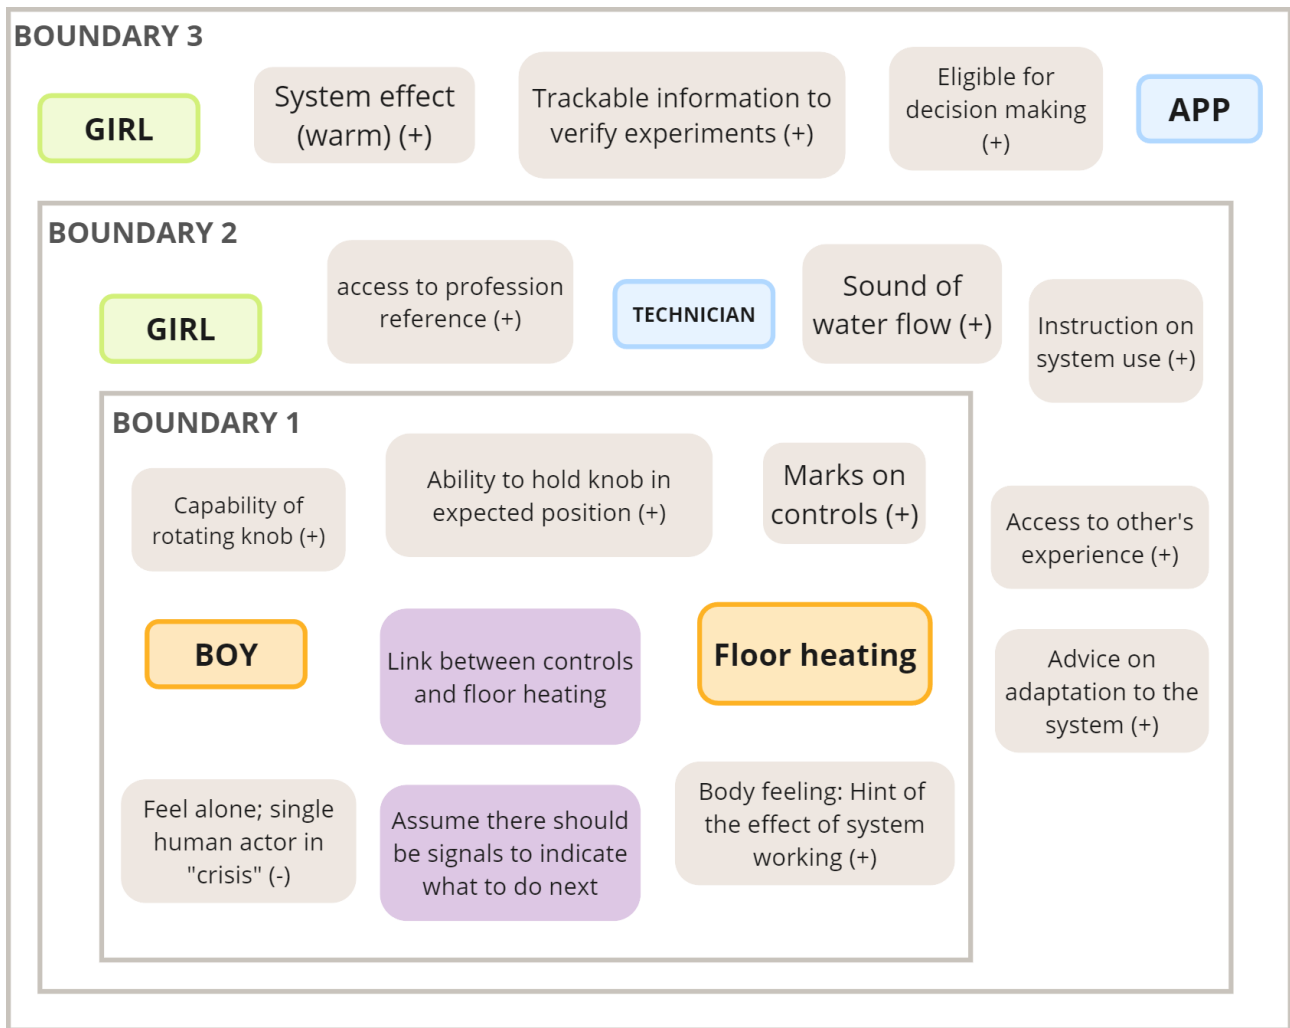 BOUNDARY 3
GIRL
System effect
(warm) (+)
Trackable information to
verify experiments (+)
Eligible for
decision making
(+)
APP
BOUNDARY 2
GIRL
access to profession
reference (+)
TECHNICIAN
Sound of
water flow (+)
Instruction on
system use (+)
BOUNDARY 1
Capability of
rotating knob (+)
Ability to hold knob in
expected position (+)
Marks on
controls (+)
Access to other's
experience (+)
BOY
Link between controls
and floor heating
Floor heating
Advice on
adaptation to the
system (+)
Feel alone; single
human actor in
"crisis" (-)
Assume there should
be signals to indicate
what to do next
Body feeling: Hint of
the effect of system
working (+)